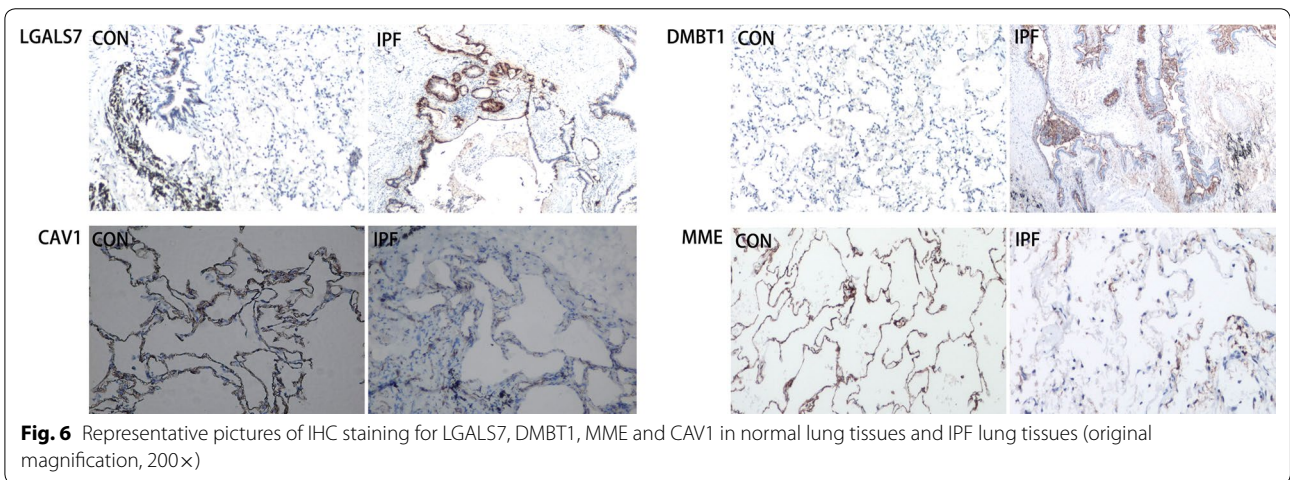 LGALS7 CON IPF DMBT1 CON IPF
CAV1 CON IPF MME CON IPF
Fig. 6 Representative pictures of IHC staining for LGALS7, DMBT1, MME and CAV1 in normal lung tissues and IPF lung tissues (original
magnification, 200×)